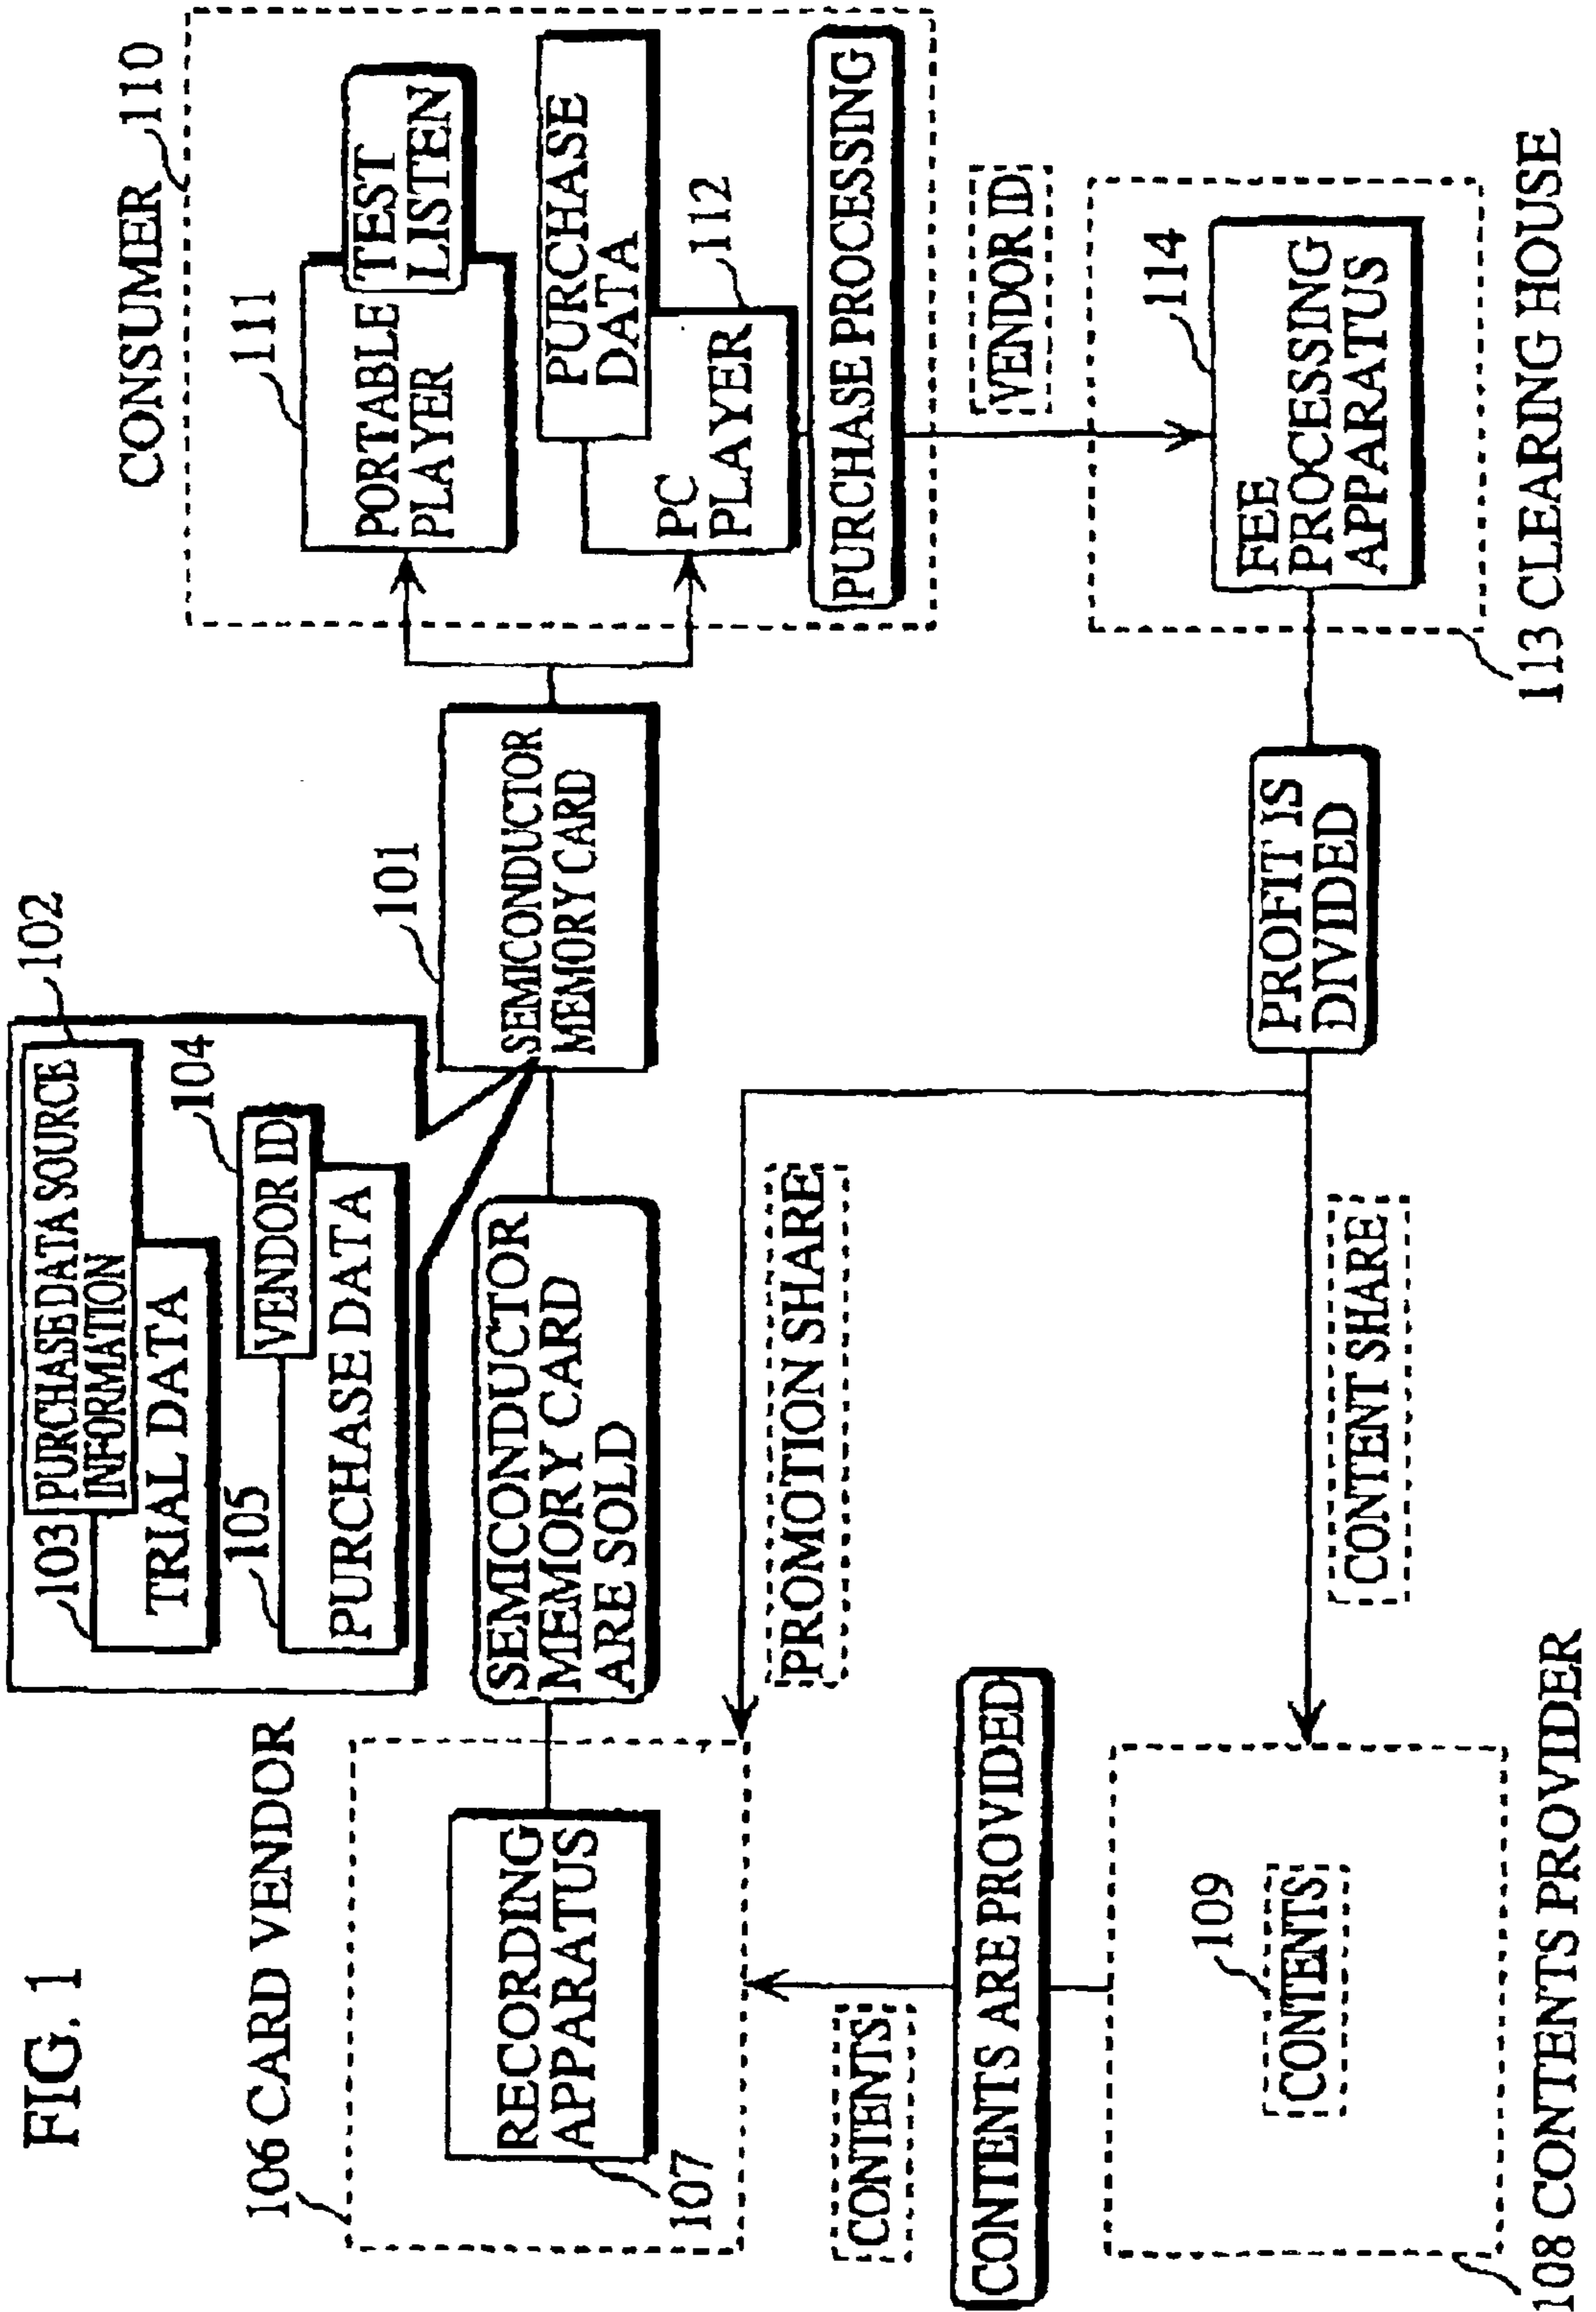 FIG. 1
106 CARD VENDOR
RECORDING
APPARATUS
107
103
PURCHASE DATA SOURCE
INFORMATION
102
TRIAL DATA
105
VENDOR ID
104
PURCHASE DATA
SEMICONDUCTOR
MEMORY CARD
ARE SOLD
101
SEMICONDUCTOR
MEMORY CARD
CONSUMER
110
111
PORTABLE
PLAYER
TEST
LISTEN
PURCHASE
DATA
PC
PLAYER
112
PURCHASE PROCESSING
VENDOR ID
CONTENTS
PROMOTION SHARE
CONTENTS ARE PROVIDED
109
CONTENTS
108 CONTENTS PROVIDER
CONTENT SHARE
PROFIT IS
DIVIDED
114
FEE
PROCESSING
APPARATUS
113 CLEARING HOUSE